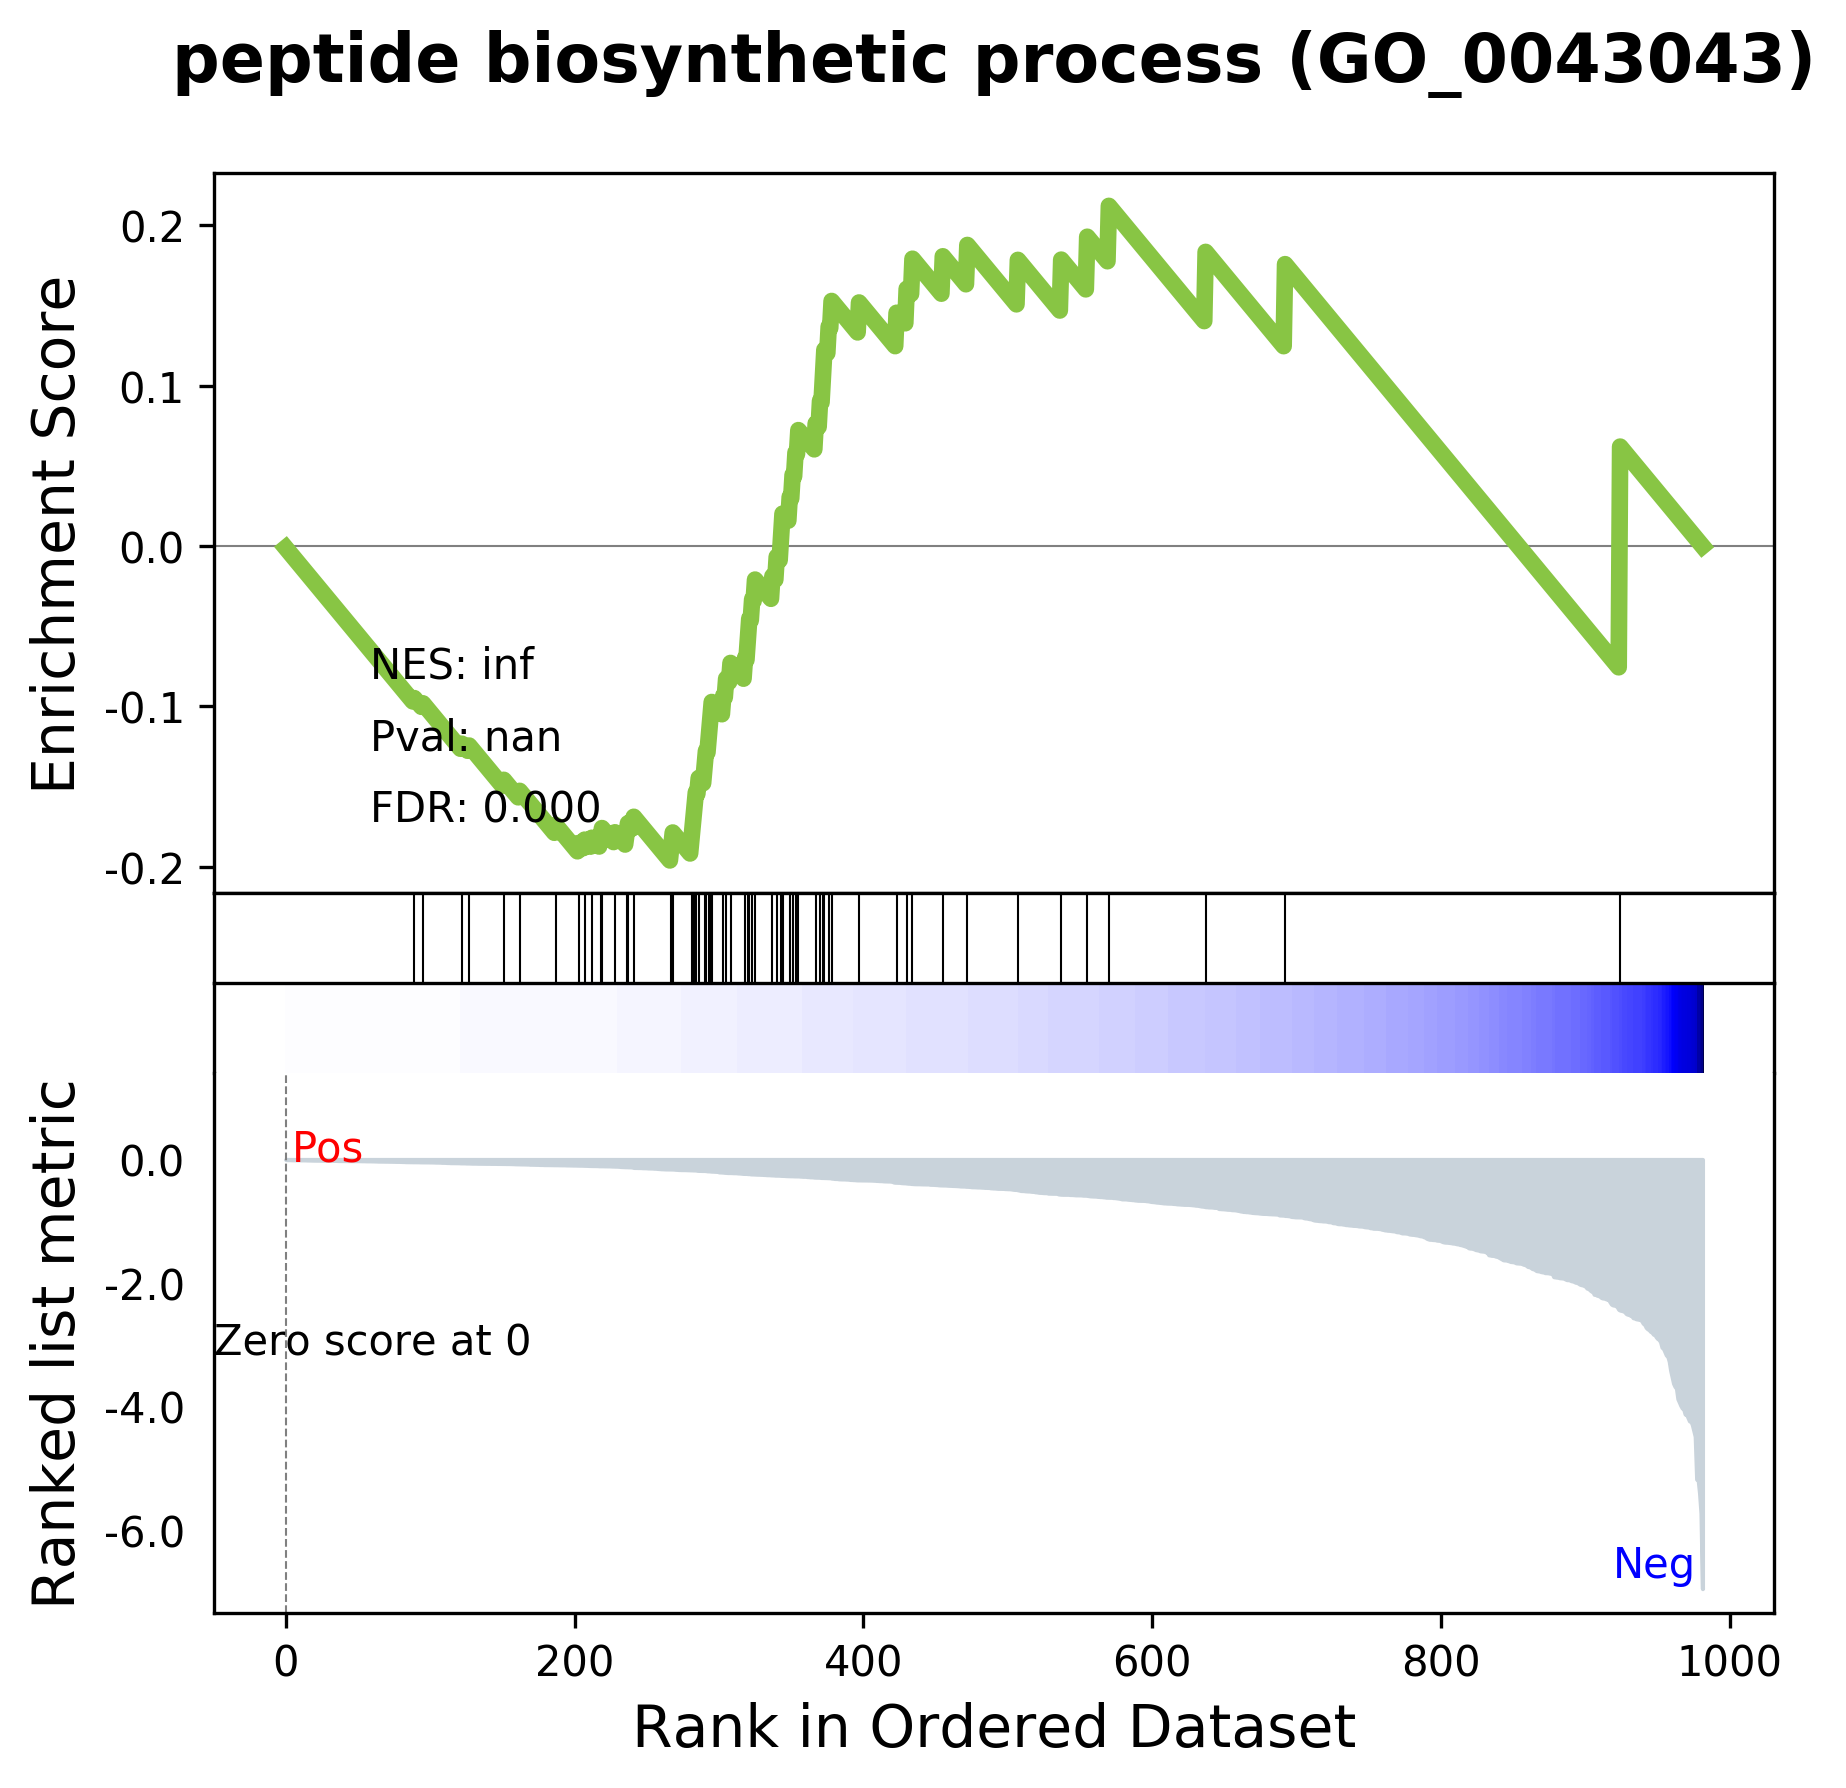 peptide biosynthetic process (GO_0043043)
Enrichment Score
0.2
0.1
0.0
-0.1
-0.2
NES: inf
Pval: nan
FDR: 0.000
Ranked list metric
0.0
-2.0
-4.0
-6.0
Pos
Zero score at 0
Neg
0 200 400 600 800 1000
Rank in Ordered Dataset